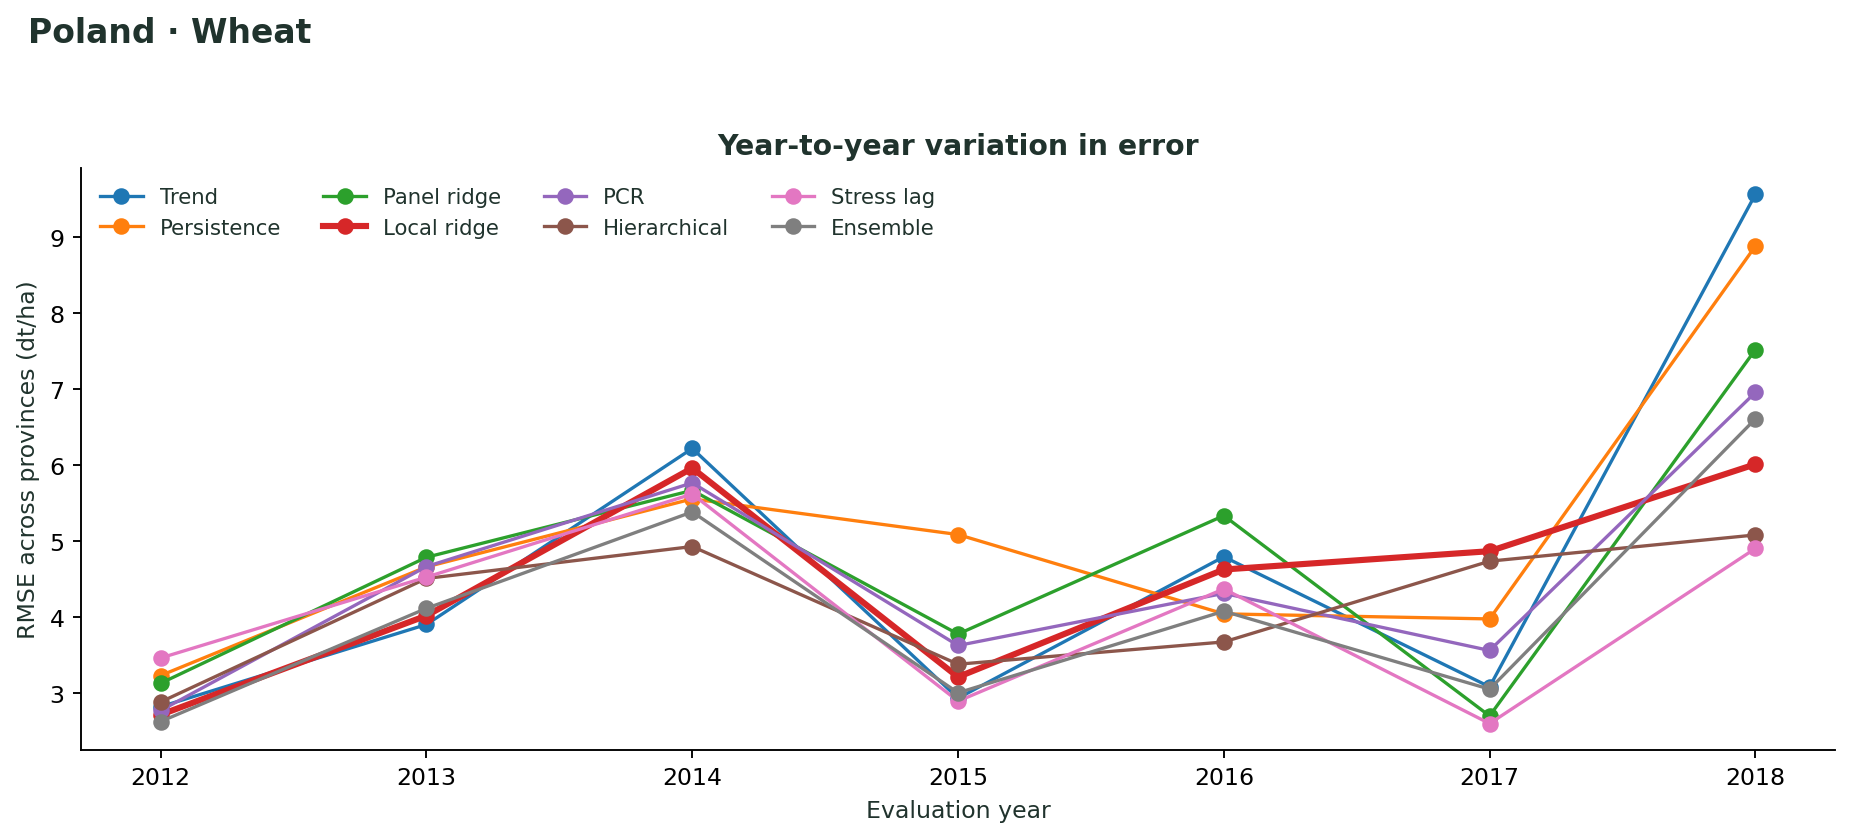 Poland · Wheat
Year-to-year variation in error
Trend
Persistence
Panel ridge
Local ridge
PCR
Hierarchical
Stress lag
Ensemble
RMSE across provinces (dt/ha)
9
8
7
6
5
4
3
2012 2013 2014 2015 2016 2017 2018
Evaluation year